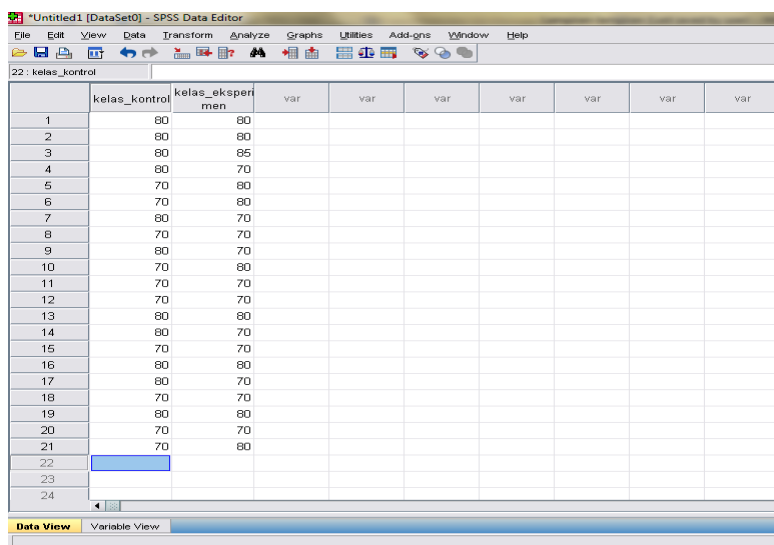 *Untitled1 [DataSet0] - SPSS Data Editor
File Edit View Data Transform Analyze Graphs Utilities Add-ons Window Help
22 : kelas_kontrol
kelas_kontrol kelas_eksperi
men var var var var var var var
1 80 80
2 80 80
3 80 85
4 80 70
5 70 80
6 70 80
7 80 70
8 70 70
9 80 70
10 70 80
11 70 70
12 70 70
13 80 80
14 80 70
15 70 70
16 80 80
17 80 70
18 70 70
19 80 80
20 70 70
21 70 80
22
23
24
Data View Variable View